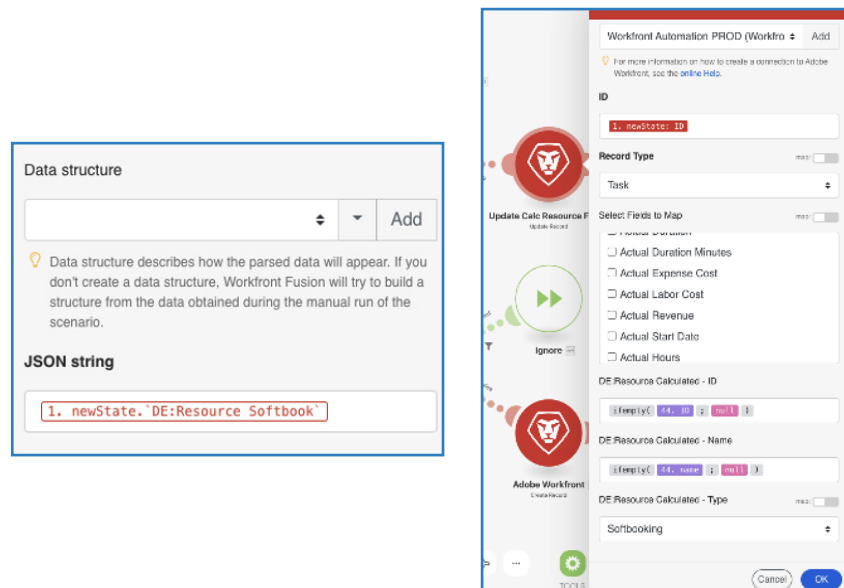 Data structure
Add
Data structure describes how the parsed data will appear. If you
don't create a data structure, Workfront Fusion will try to build a
structure from the data obtained during the manual run of the
scenario.
JSON string
1. newState.`DE:Resource Softbook`
Update Calc Resource F
Update Record
Ignore
Adobe Workfront
Create Record
TOOLS
Workfront Automation PROD (Workfro
Add
For more information on how to create a connection to Adobe
Workfront, see the online Help.
ID
1. newState: ID
Record Type
map
Task
Select Fields to Map
map
Actual Duration
Actual Duration Minutes
Actual Expense Cost
Actual Labor Cost
Actual Revenue
Actual Start Date
Actual Hours
DE:Resource Calculated - ID
ifempty( 44. ID ; null )
DE:Resource Calculated - Name
ifempty( 44. name ; null )
DE:Resource Calculated - Type
map
Softbooking
Cancel
OK